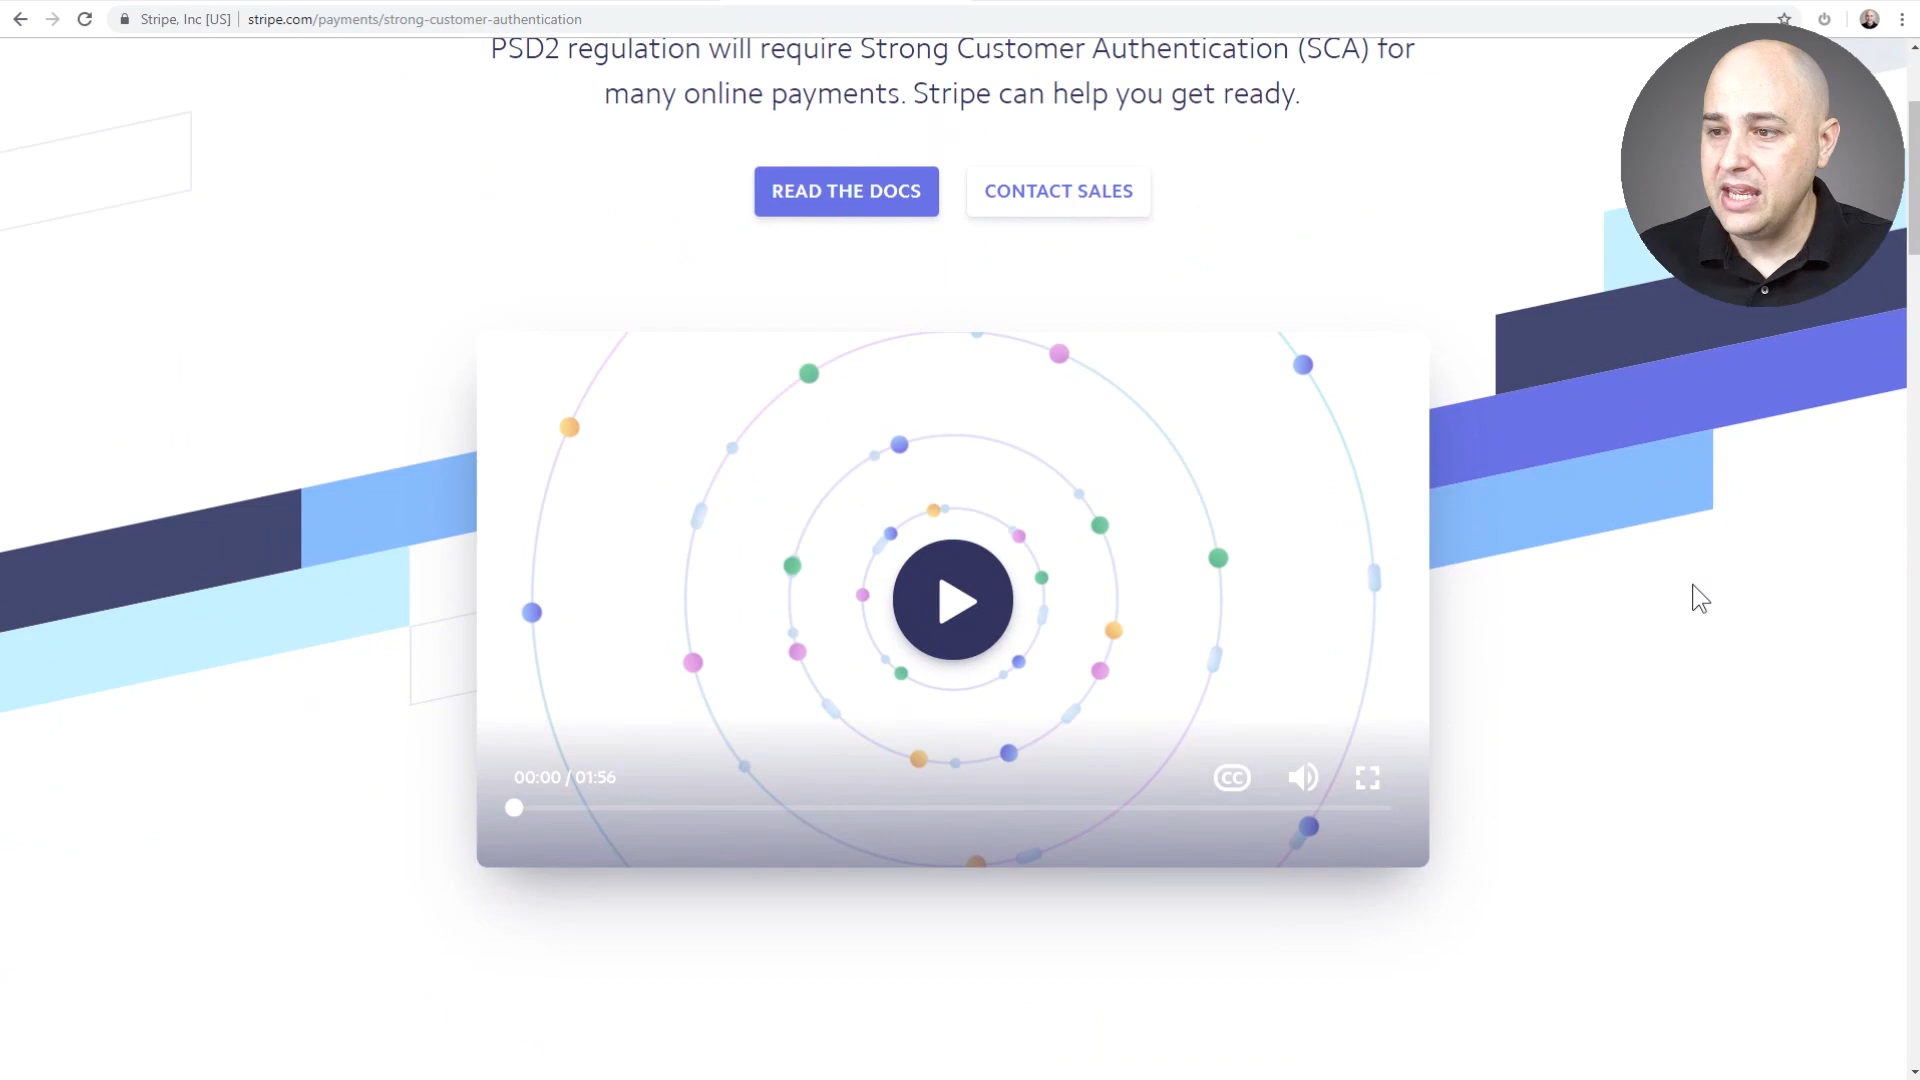 Stripe, Inc [US]
stripe.com/payments/strong-customer-authentication
PSD2 regulation will require Strong Customer Authentication (SCA) for
many online payments. Stripe can help you get ready.
READ THE DOCS
CONTACT SALES
00:00 / 01:56
CC